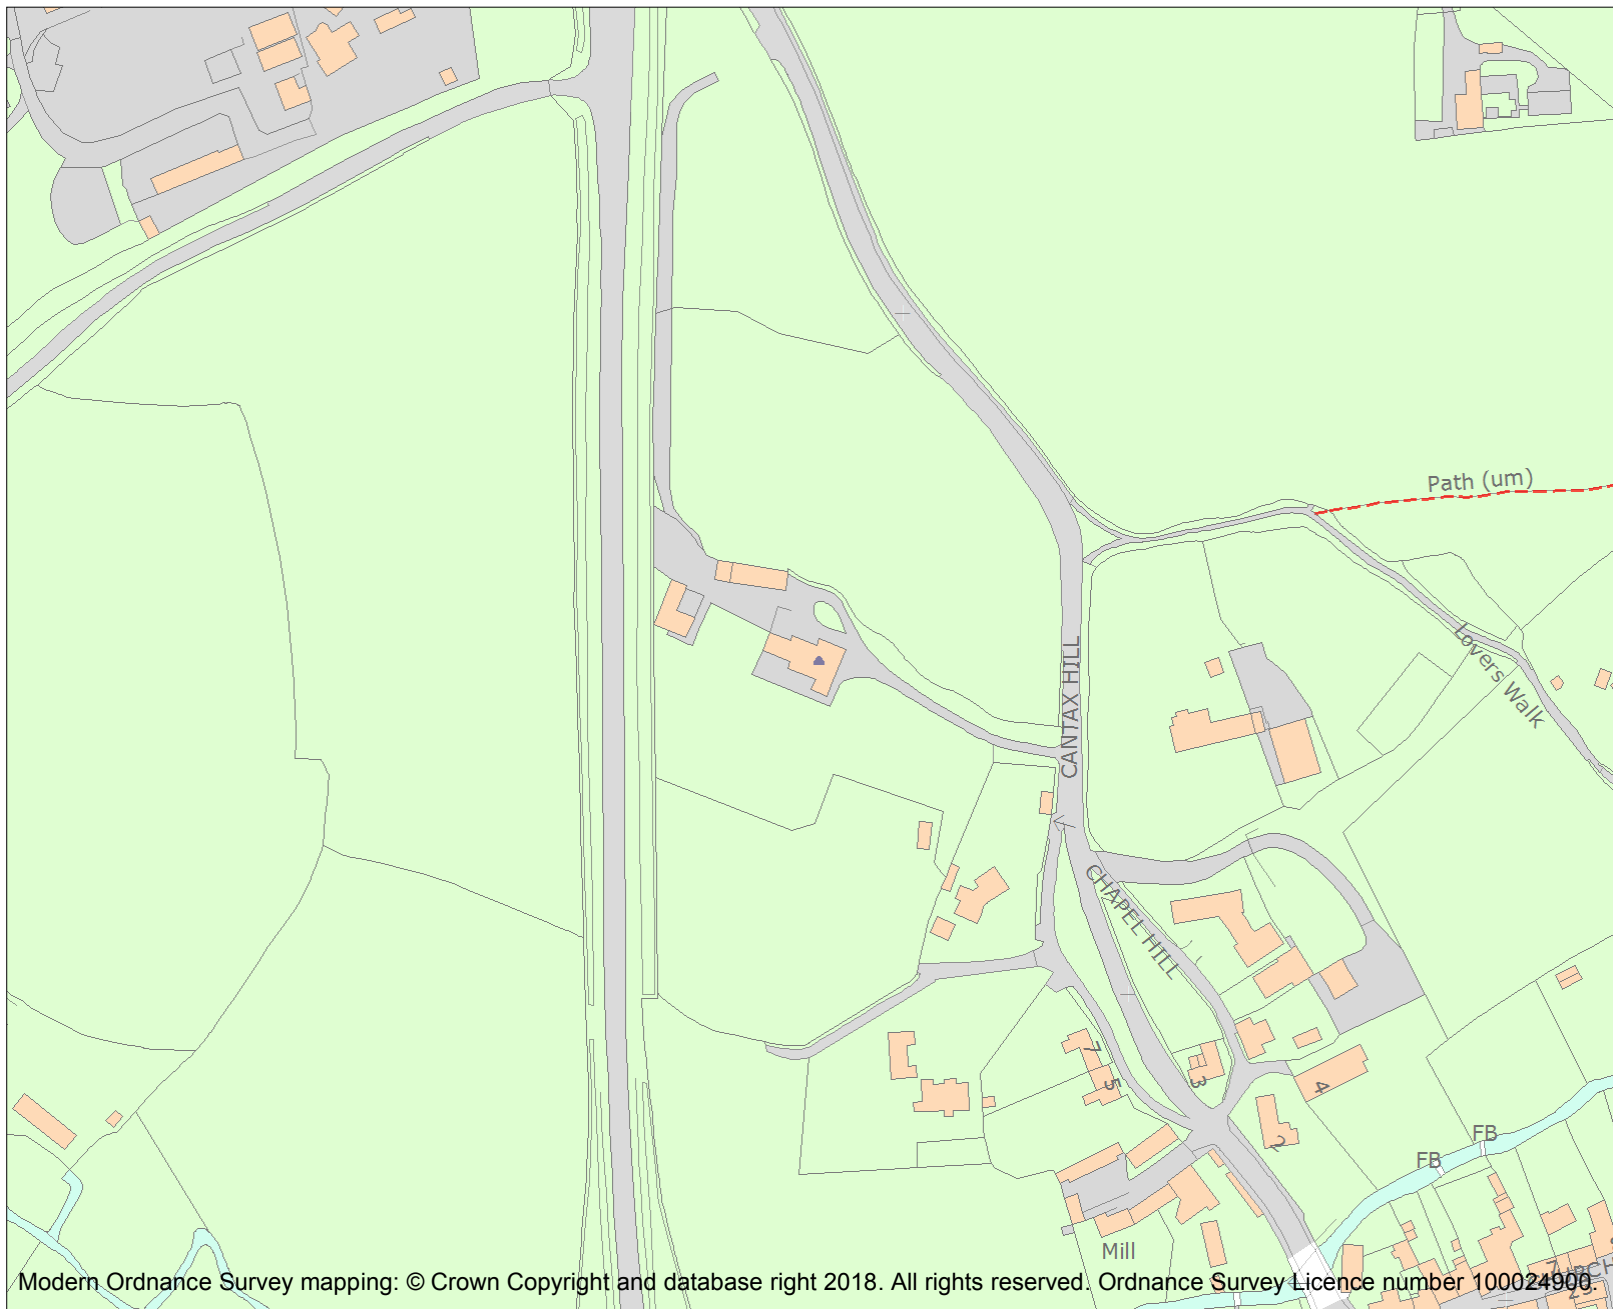 Path (um)
Lovers Walk
CANTAX HILL
CHAPEL HILL
7
5
3
4
2
FB
FB
Mill
Modern Ordnance Survey mapping: © Crown Copyright and database right 2018. All rights reserved. Ordnance Survey Licence number 100024900.